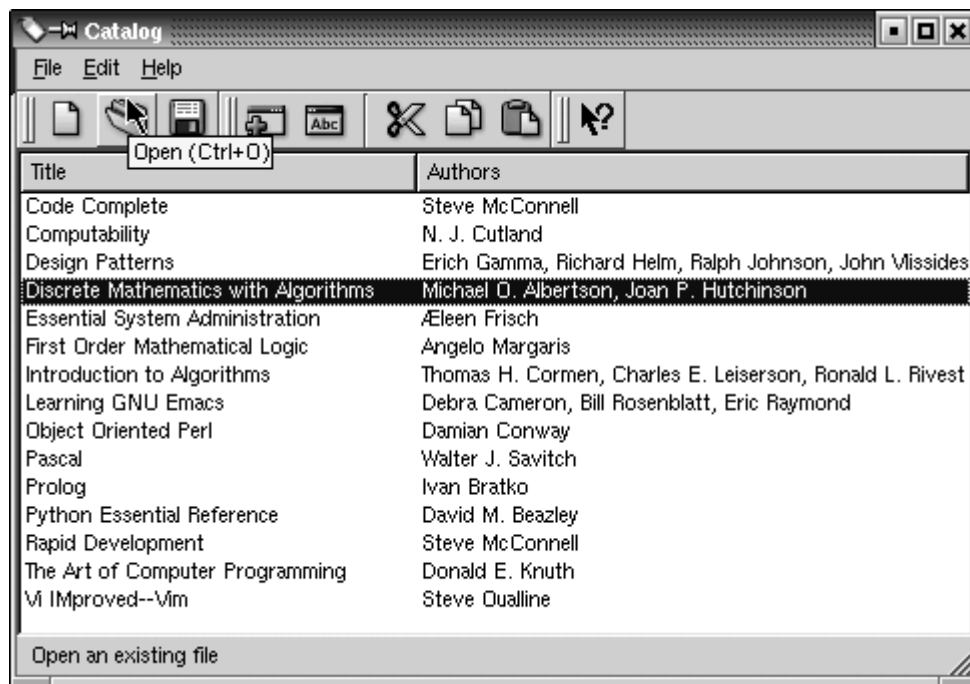 Catalog
File Edit Help
Abc
Open (Ctrl+O)
Title Authors
Code Complete Steve McConnell
Computability N. J. Cutland
Design Patterns Erich Gamma, Richard Helm, Ralph Johnson, John Vlissides
Discrete Mathematics with Algorithms Michael O. Albertson, Joan P. Hutchinson
Essential System Administration Æleen Frisch
First Order Mathematical Logic Angelo Margaris
Introduction to Algorithms Thomas H. Cormen, Charles E. Leiserson, Ronald L. Rivest
Learning GNU Emacs Debra Cameron, Bill Rosenblatt, Eric Raymond
Object Oriented Perl Damian Conway
Pascal Walter J. Savitch
Prolog Ivan Bratko
Python Essential Reference David M. Beazley
Rapid Development Steve McConnell
The Art of Computer Programming Donald E. Knuth
Vi IMproved--Vim Steve Oualline
Open an existing file